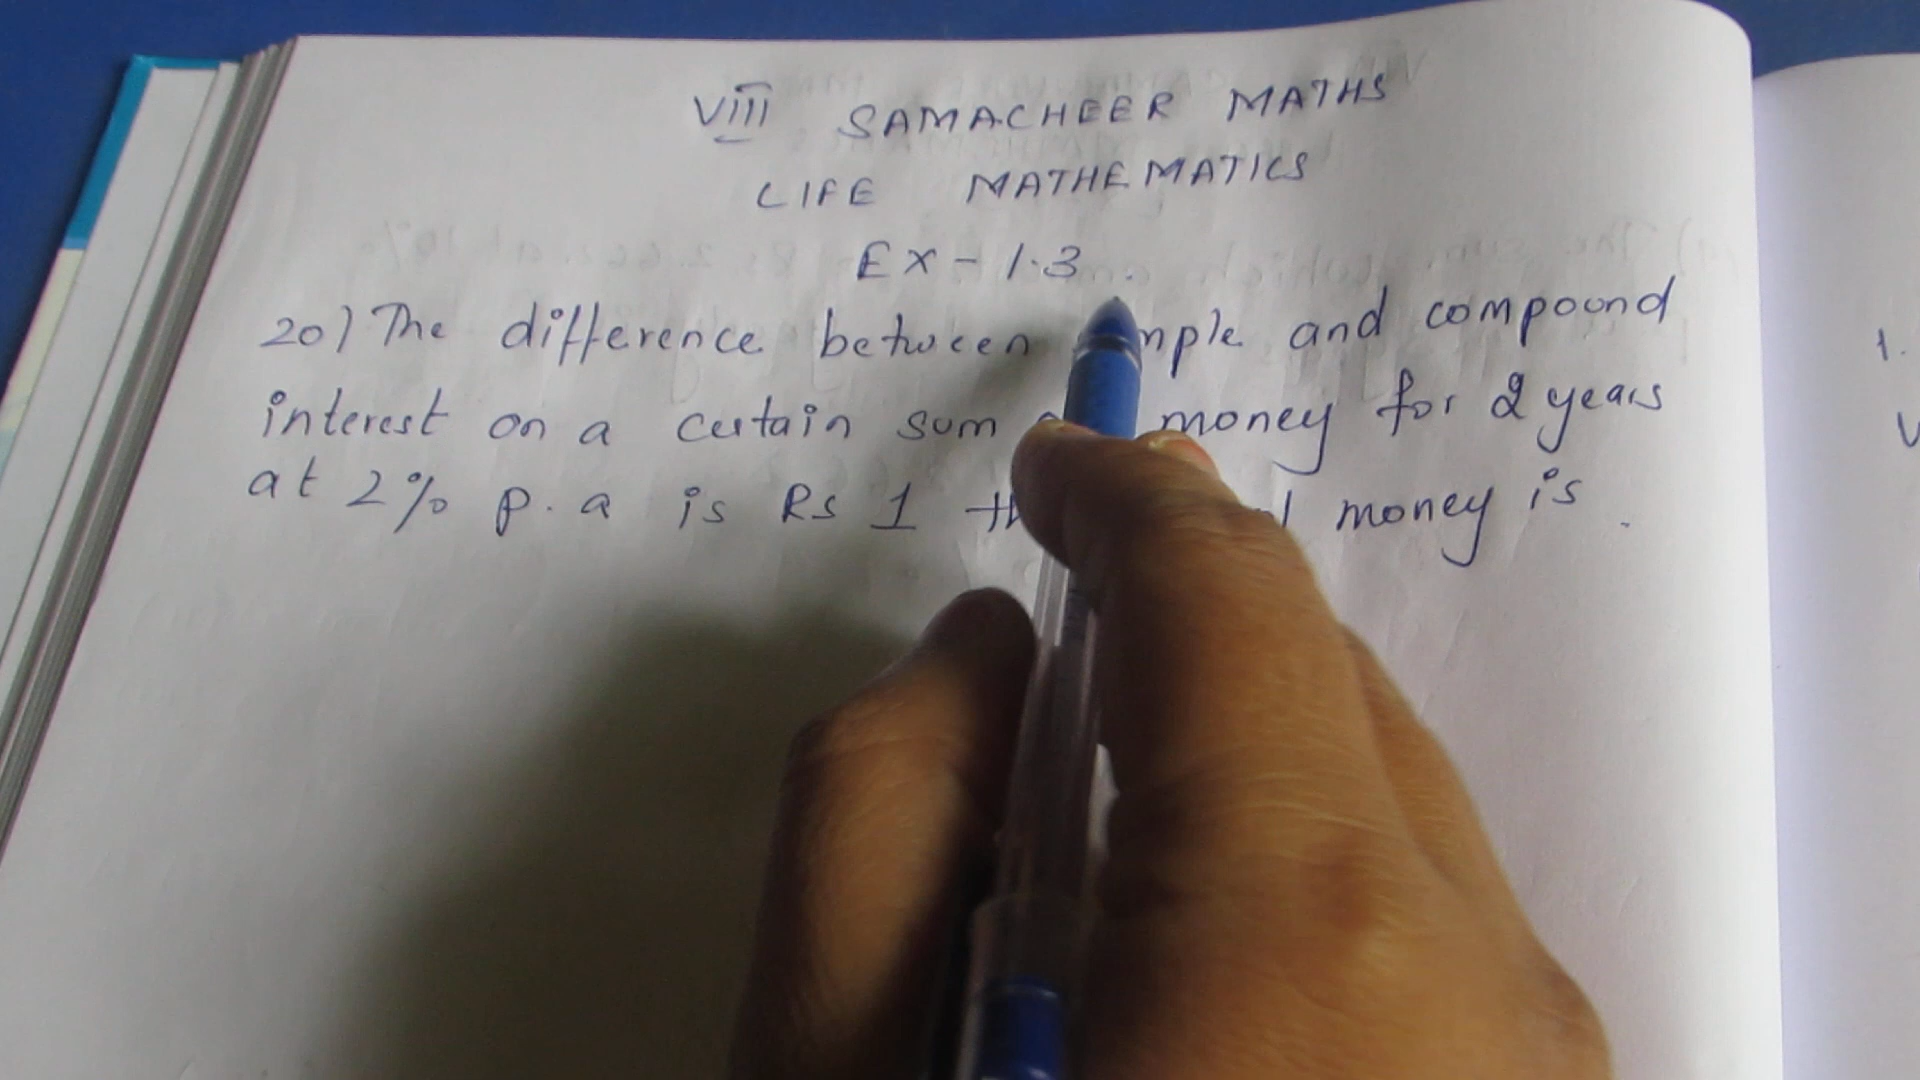 VIII SAMACHEER MATHS
LIFE MATHEMATICS
Ex - 1.3
20) The difference between and compound
interest on a certain sum money for 2 years
at 2% p.a is Rs 1 money is
1.